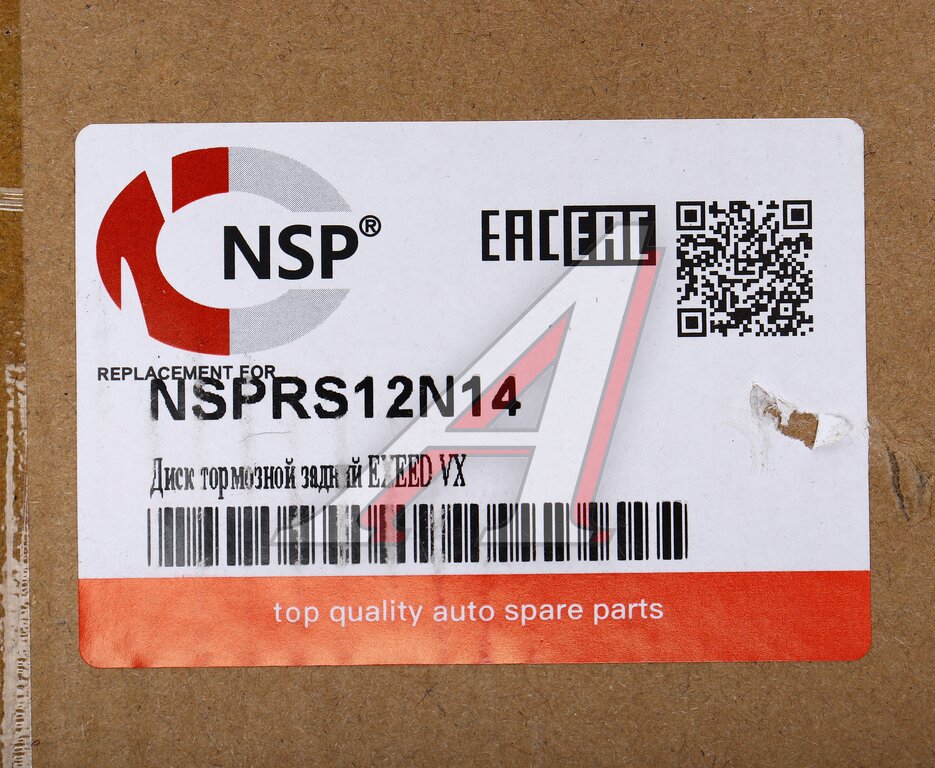 NSP®
EAC EAC
REPLACEMENT FOR
NSPRS12N14
Диск тормозной задний EXEED VX
top quality auto spare parts